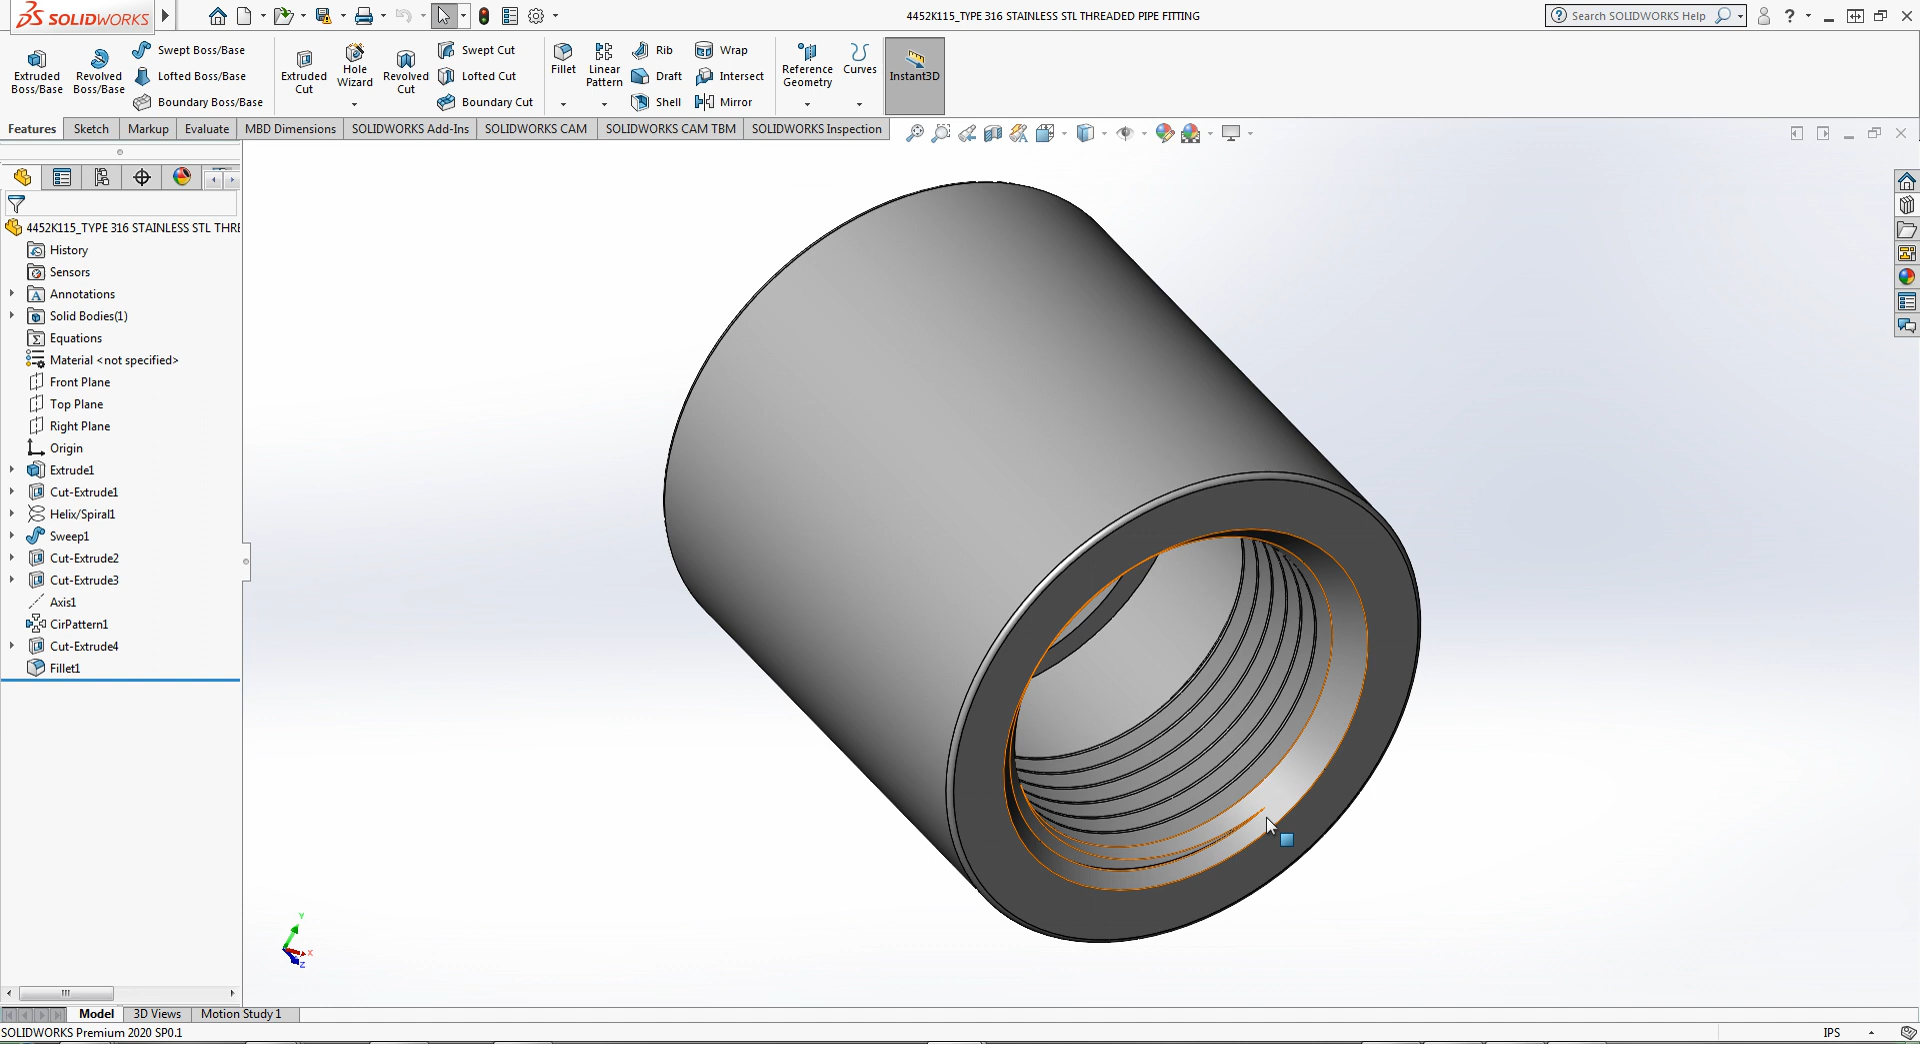 SOLIDWORKS
4452K115_TYPE 316 STAINLESS STL THREADED PIPE FITTING
Search SOLIDWORKS Help
Extruded Boss/Base
Revolved Boss/Base
Swept Boss/Base
Lofted Boss/Base
Boundary Boss/Base
Extruded Cut
Hole Wizard
Revolved Cut
Swept Cut
Lofted Cut
Boundary Cut
Fillet
Linear Pattern
Rib
Draft
Shell
Wrap
Intersect
Mirror
Reference Geometry
Curves
Instant3D
Features
Sketch
Markup
Evaluate
MBD Dimensions
SOLIDWORKS Add-Ins
SOLIDWORKS CAM
SOLIDWORKS CAM TBM
SOLIDWORKS Inspection
4452K115_TYPE 316 STAINLESS STL THRE
History
Sensors
Annotations
Solid Bodies(1)
Equations
Material <not specified>
Front Plane
Top Plane
Right Plane
Origin
Extrude1
Cut-Extrude1
Helix/Spiral1
Sweep1
Cut-Extrude2
Cut-Extrude3
Axis1
CirPattern1
Cut-Extrude4
Fillet1
Y
X
Z
Model
3D Views
Motion Study 1
SOLIDWORKS Premium 2020 SP0.1
IPS